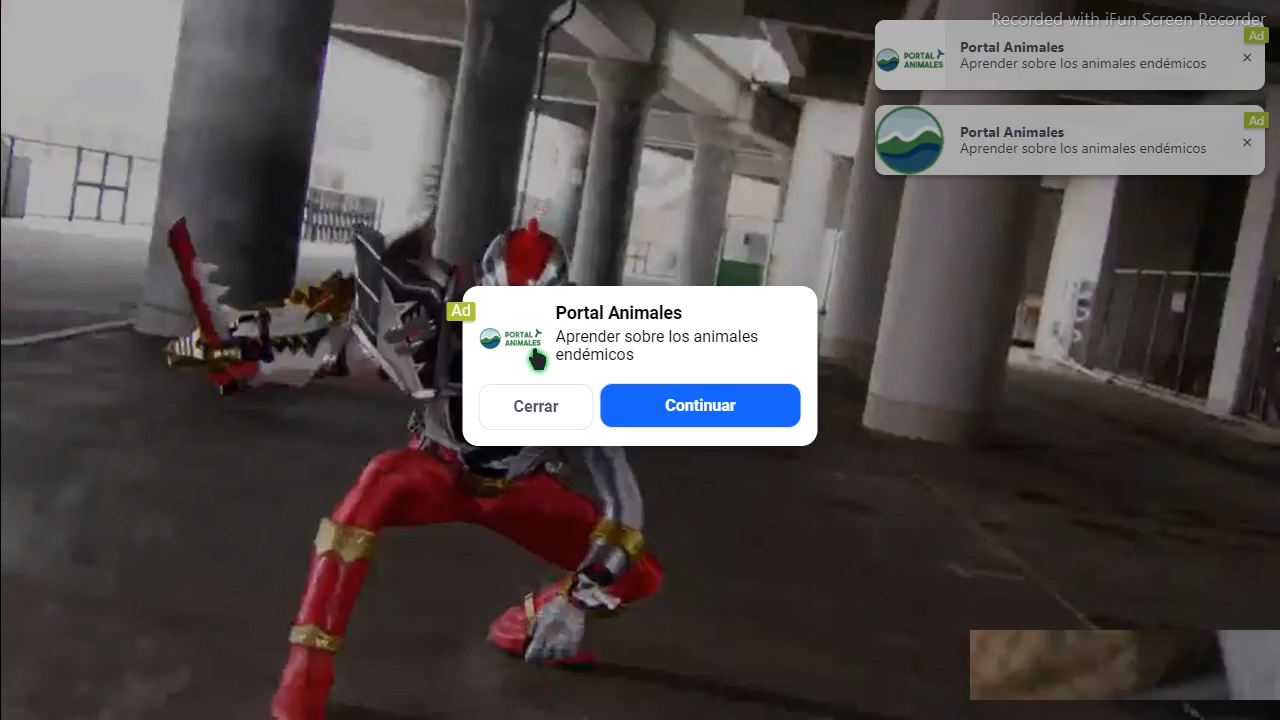 Recorded with iFun Screen Recorder
Ad
PORTAL
ANIMALES
Portal Animales
Aprender sobre los animales endémicos
×
Ad
Portal Animales
Aprender sobre los animales endémicos
×
Ad
PORTAL
ANIMALES
Portal Animales
Aprender sobre los animales
endémicos
Cerrar
Continuar